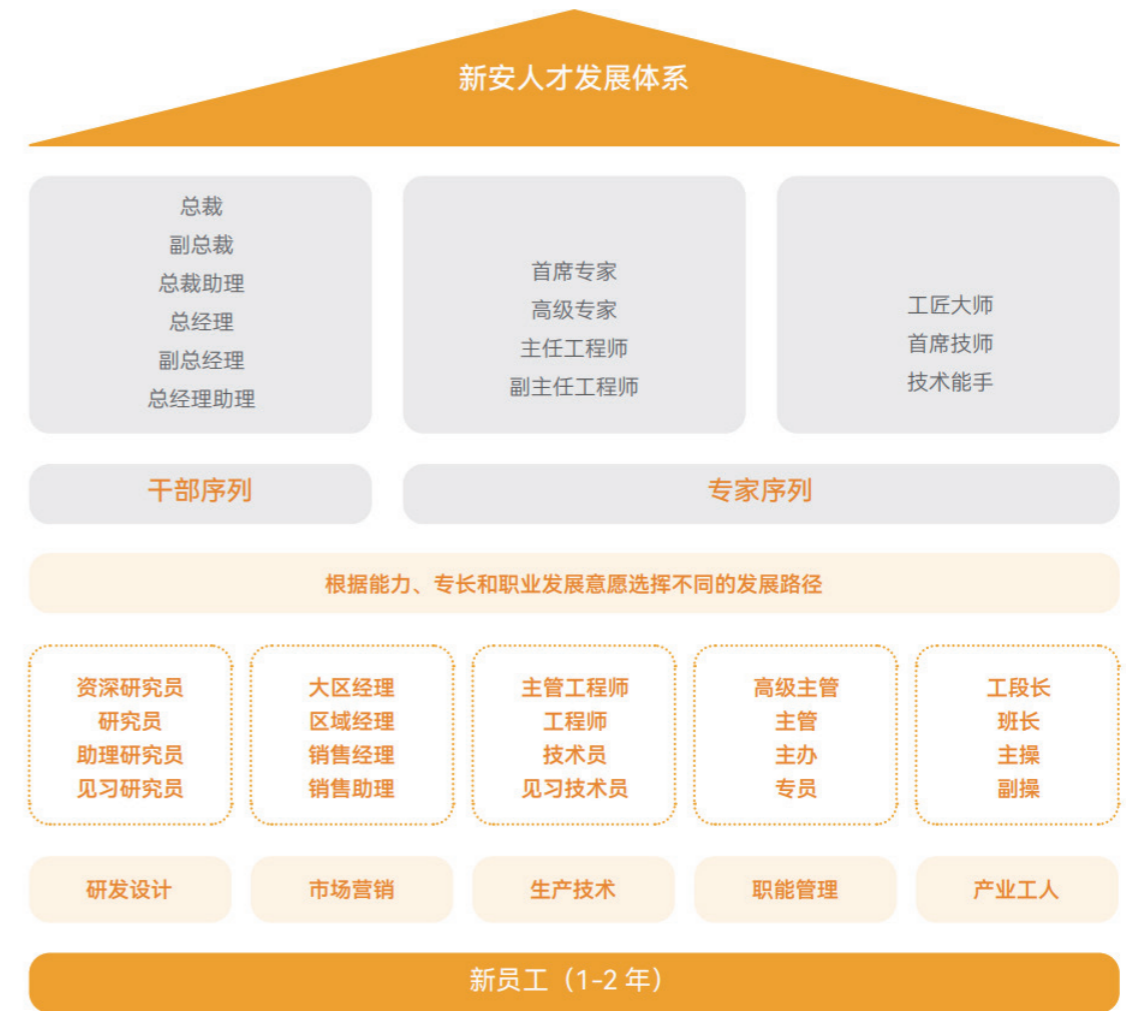 新安人才发展体系
总裁
副总裁
总裁助理
总经理
副总经理
总经理助理
首席专家
高级专家
主任工程师
副主任工程师
工匠大师
首席技师
技术能手
干部序列
专家序列
根据能力、专长和职业发展意愿选择不同的发展路径
资深研究员
研究员
助理研究员
见习研究员
大区经理
区域经理
销售经理
销售助理
主管工程师
工程师
技术员
见习技术员
高级主管
主管
主办
专员
工段长
班长
主操
副操
研发设计
市场营销
生产技术
职能管理
产业工人
新员工（1-2 年）